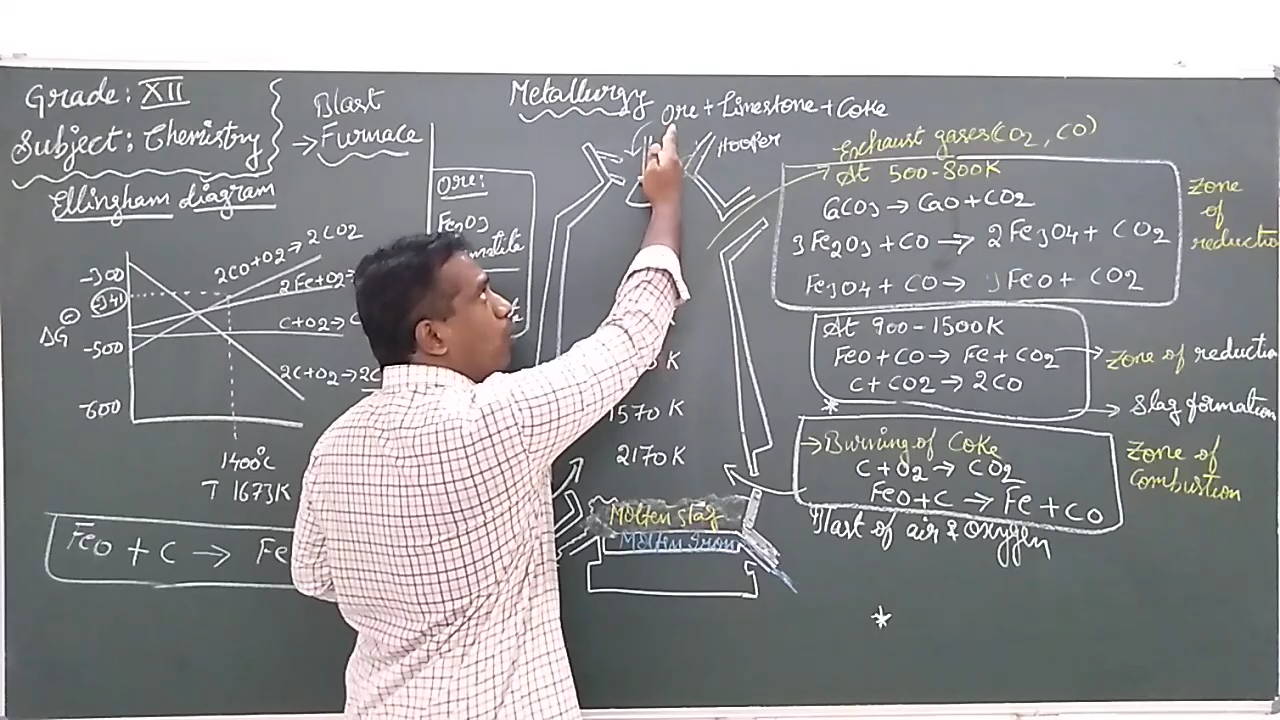 Grade: XII
Subject: Chemistry
Blast
→ Furnace
Ellingham diagram
-300
-341
ΔG⊖
-500
-600
2CO+O2→2CO2
2Fe+O2→
C+O2→C
2C+O2→2C
1400°C
T 1673K
FeO + C → Fe
Metallurgy
Ore + Limestone + Coke
Hooper
Ore:
Fe2O3
1570 K
2170K
Molten slag
Molten Iron
Exhaust gases(CO2, CO)
At 500-800K
CaCO3 → CaO + CO2
3Fe2O3 + CO → 2Fe3O4 + CO2
Fe3O4 + CO → 3FeO + CO2
Zone
of
reductio
At 900-1500K
FeO + CO → Fe + CO2
C + CO2 → 2CO
→ Zone of reduction
→ Slag formation
*
→ Burning of Coke
C + O2 → CO2
FeO + C → Fe + CO
Zone of
Combustion
Blast of air & Oxygen
*